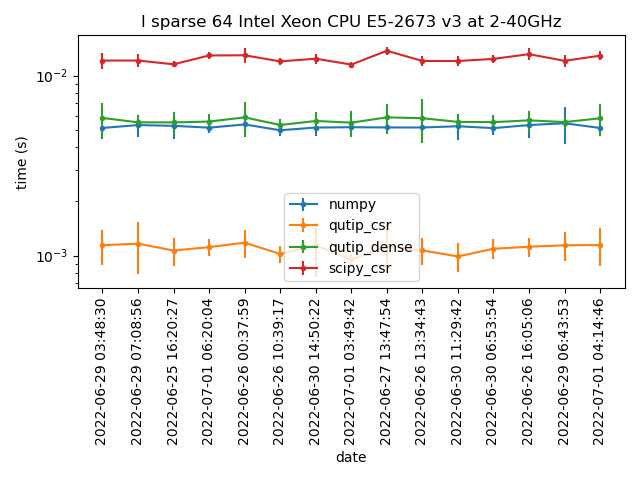 I sparse 64 Intel Xeon CPU E5-2673 v3 at 2-40GHz
time (s)
10⁻²
10⁻³
numpy
qutip_csr
qutip_dense
scipy_csr
2022-06-29 03:48:30
2022-06-29 07:08:56
2022-06-25 16:20:27
2022-07-01 06:20:04
2022-06-26 00:37:59
2022-06-26 10:39:17
2022-06-30 14:50:22
2022-07-01 03:49:42
2022-06-27 13:47:54
2022-06-26 13:34:43
2022-06-30 11:29:42
2022-06-30 06:53:54
2022-06-26 16:05:06
2022-06-29 06:43:53
2022-07-01 04:14:46
date